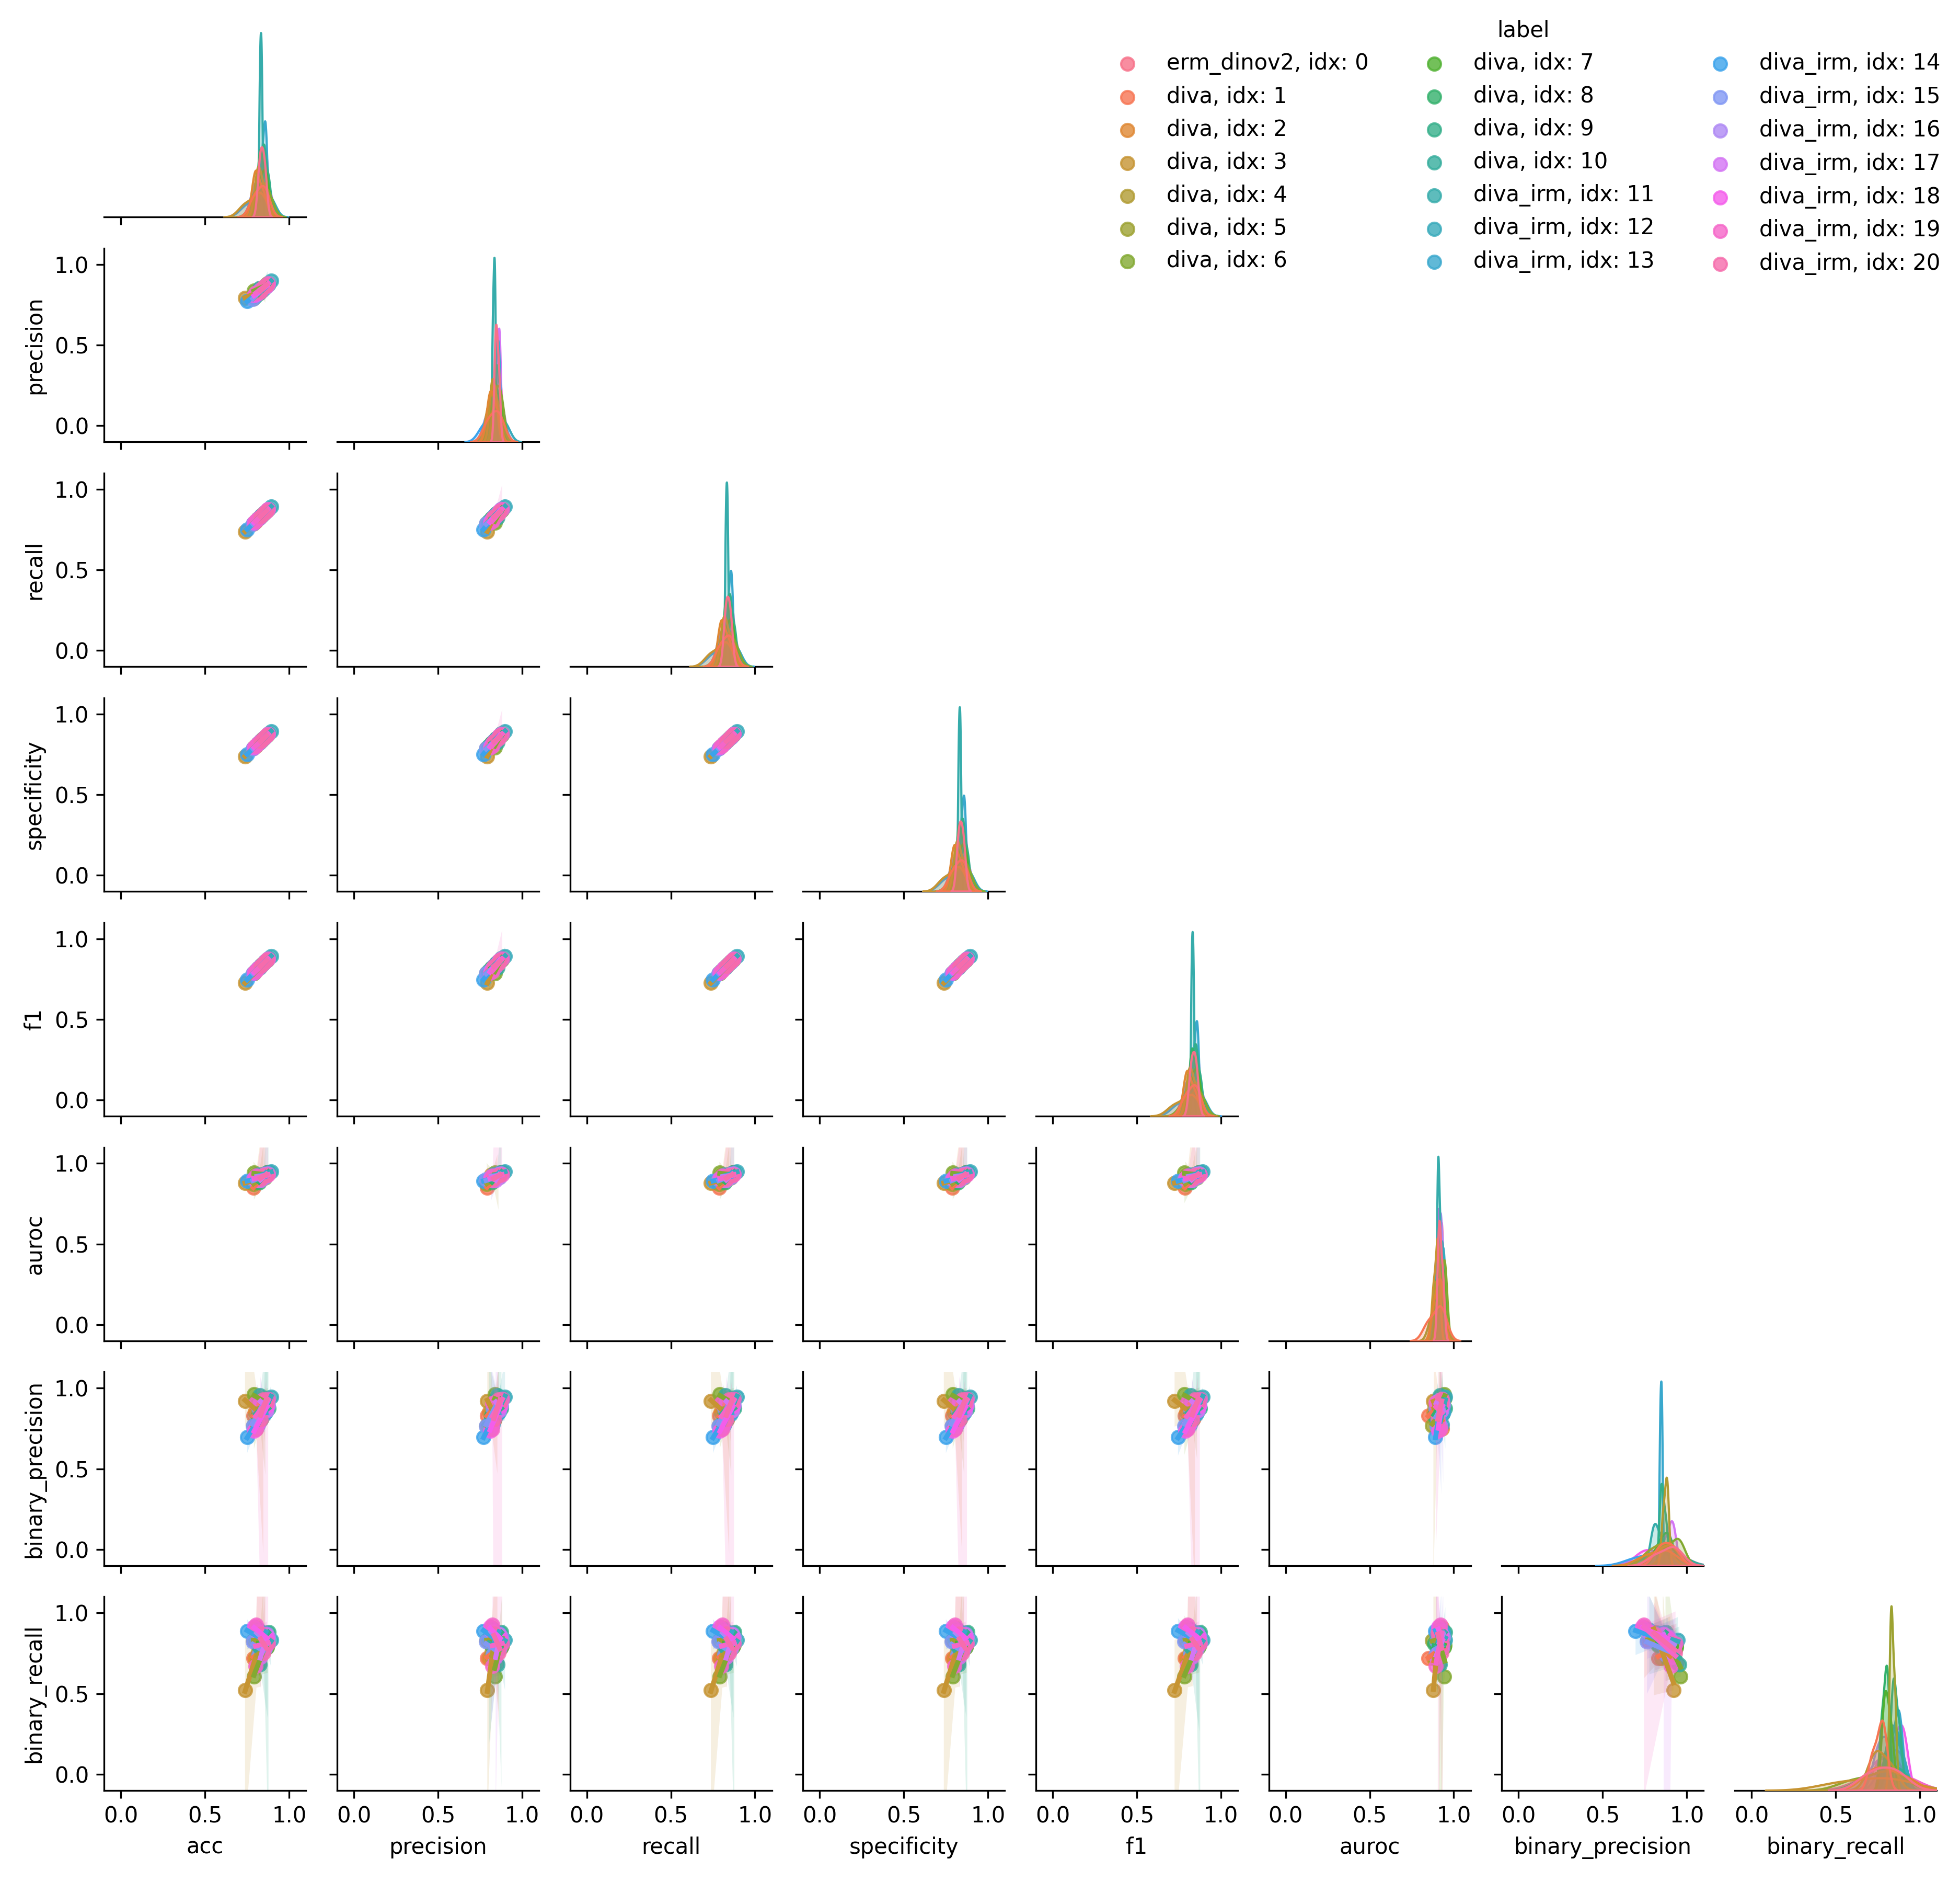 label
erm_dinov2, idx: 0
diva, idx: 1
diva, idx: 2
diva, idx: 3
diva, idx: 4
diva, idx: 5
diva, idx: 6
diva, idx: 7
diva, idx: 8
diva, idx: 9
diva, idx: 10
diva_irm, idx: 11
diva_irm, idx: 12
diva_irm, idx: 13
diva_irm, idx: 14
diva_irm, idx: 15
diva_irm, idx: 16
diva_irm, idx: 17
diva_irm, idx: 18
diva_irm, idx: 19
diva_irm, idx: 20
1.0
0.5
0.0
precision
1.0
0.5
0.0
recall
1.0
0.5
0.0
specificity
1.0
0.5
0.0
f1
1.0
0.5
0.0
auroc
1.0
0.5
0.0
binary_precision
1.0
0.5
0.0
binary_recall
0.0 0.5 1.0 0.0 0.5 1.0 0.0 0.5 1.0 0.0 0.5 1.0 0.0 0.5 1.0 0.0 0.5 1.0 0.0 0.5 1.0 0.0 0.5 1.0
acc precision recall specificity f1 auroc binary_precision binary_recall